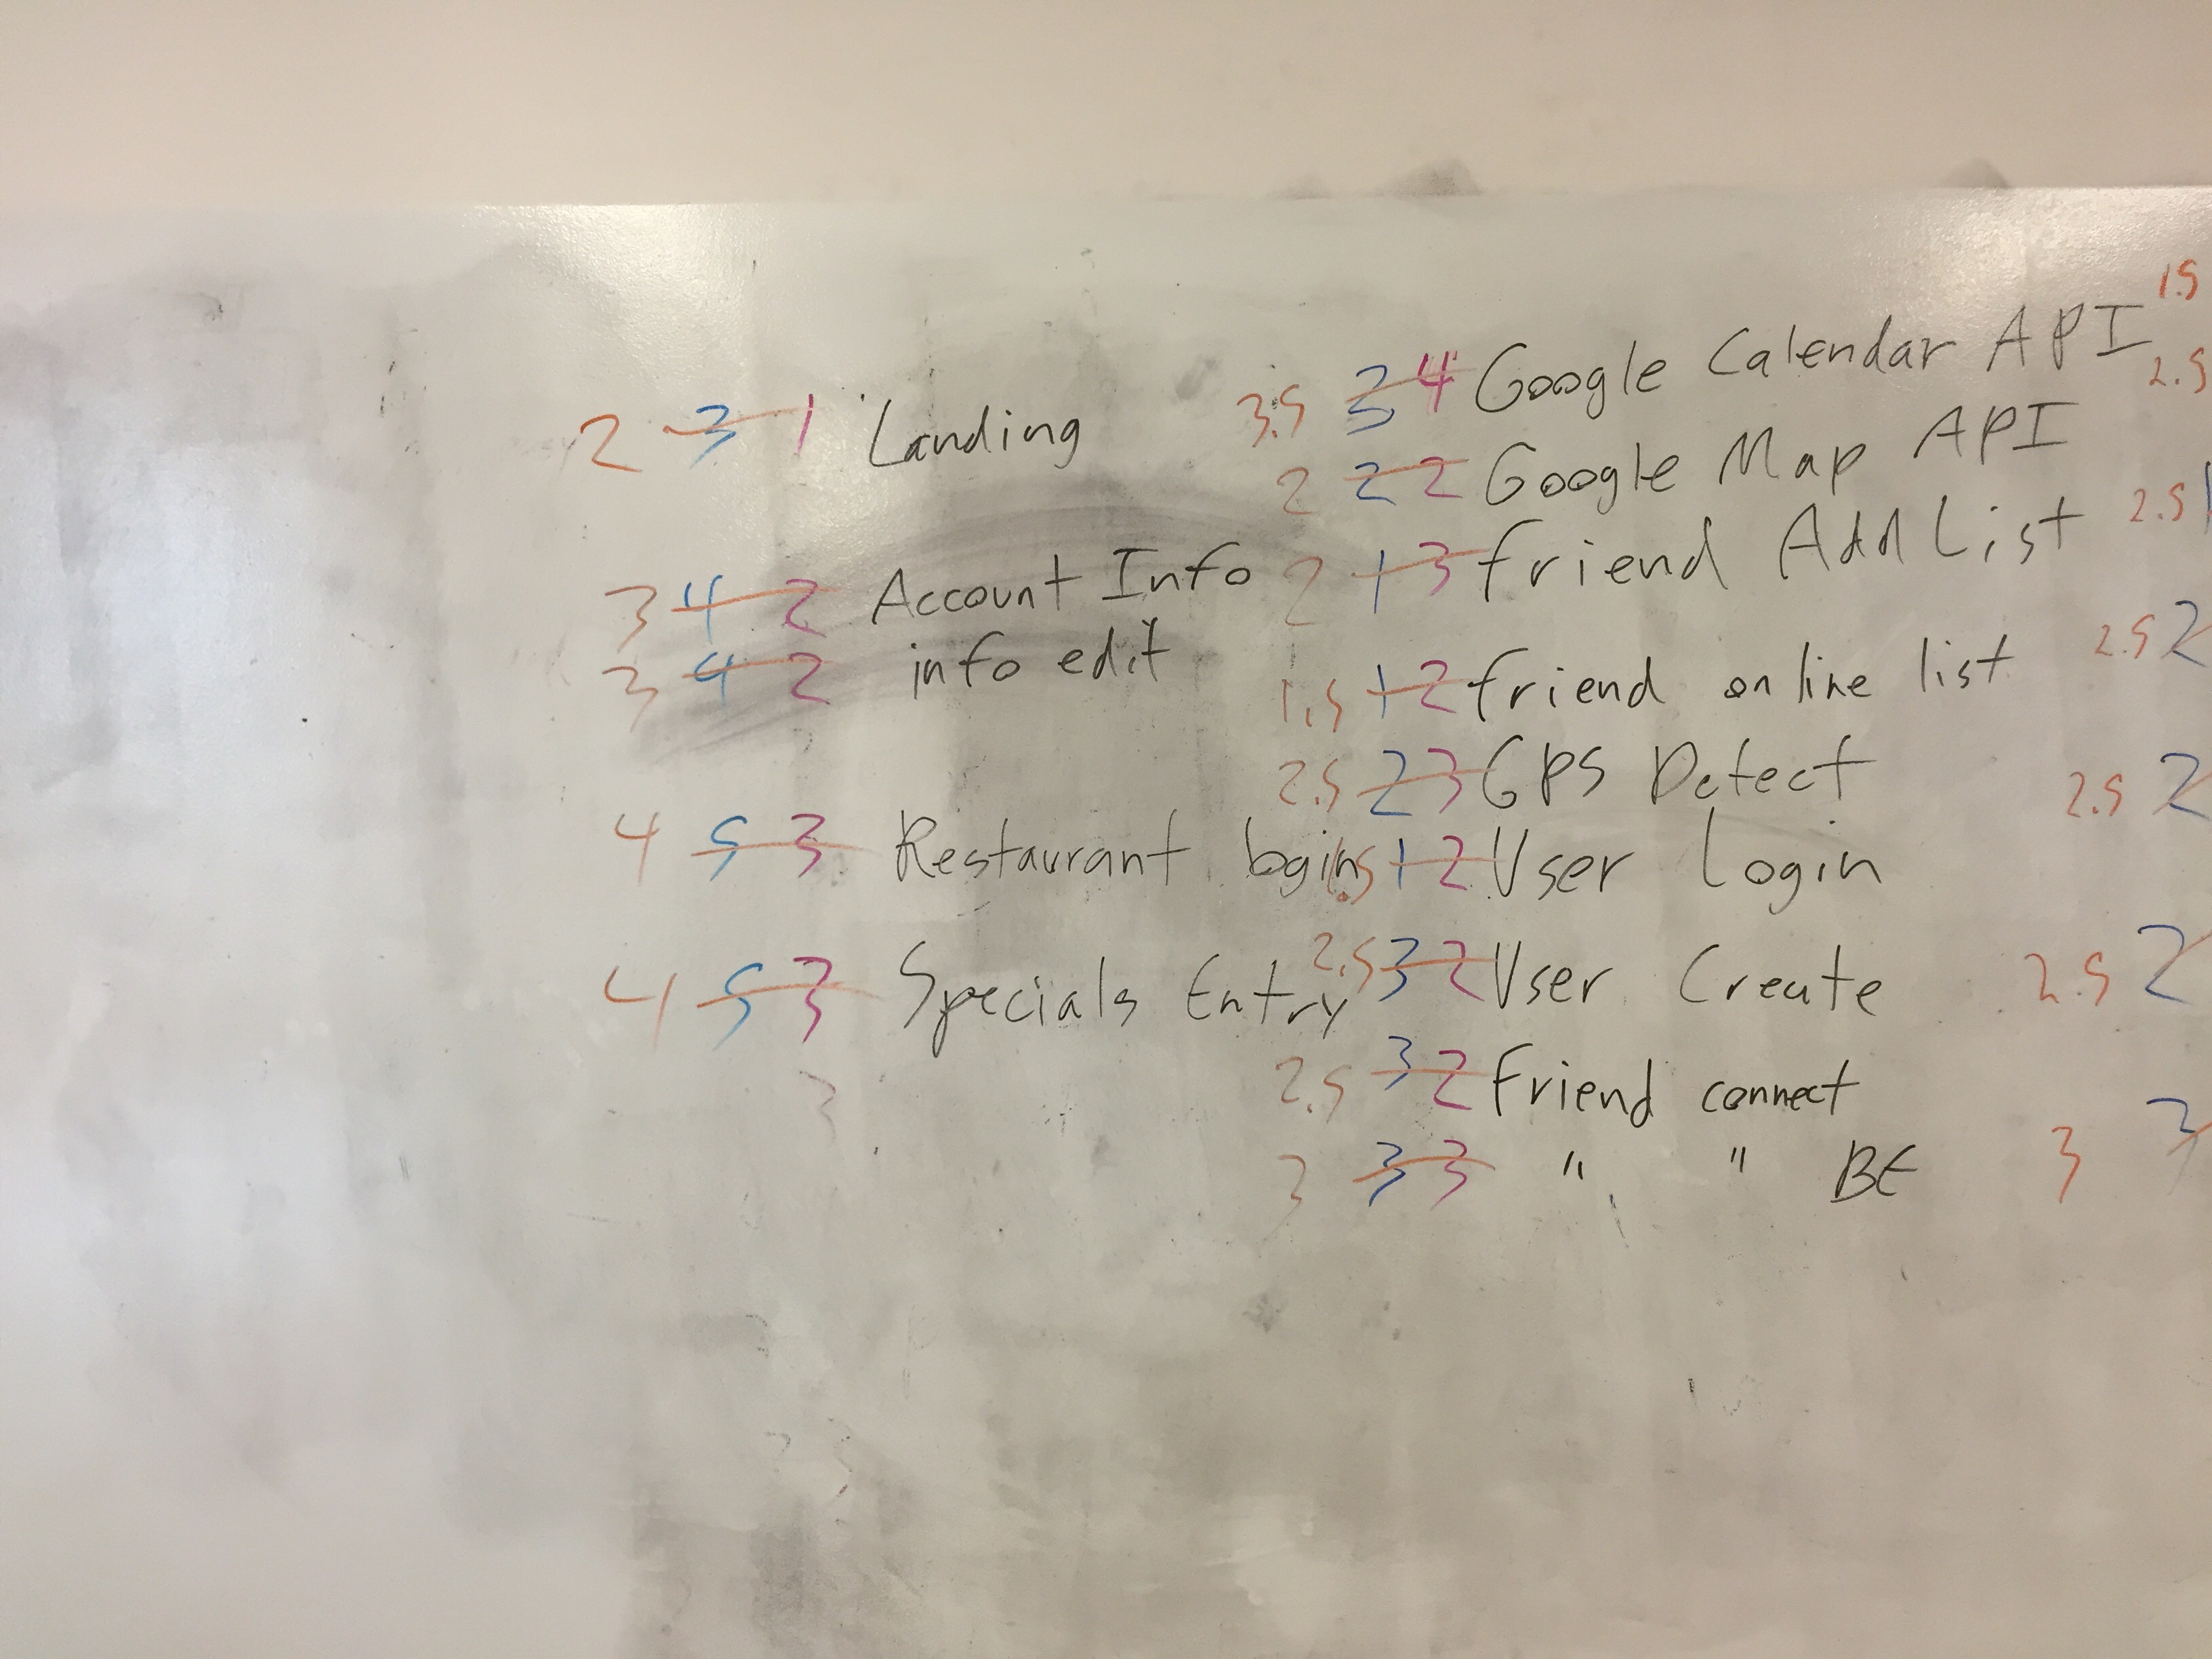 2 3 1 Landing
3 4 2 Account Info
3 4 2 info edit
4 5 3 Restaurant login
4 5 3 Specials Entry
3
3.5 3 4 Google Calendar API
2 2 2 Google Map API
2 1 3 friend Add List
1.5 1 2 friend online list
2.5 2 3 GPS Detect
1.5 1 2 User Login
2.5 3 2 User Create
2.5 3 2 Friend connect
3 3 3 " " BE
1.5
2.5
2.5 1
2.5 2
2.5 2
2.5 2
3 3